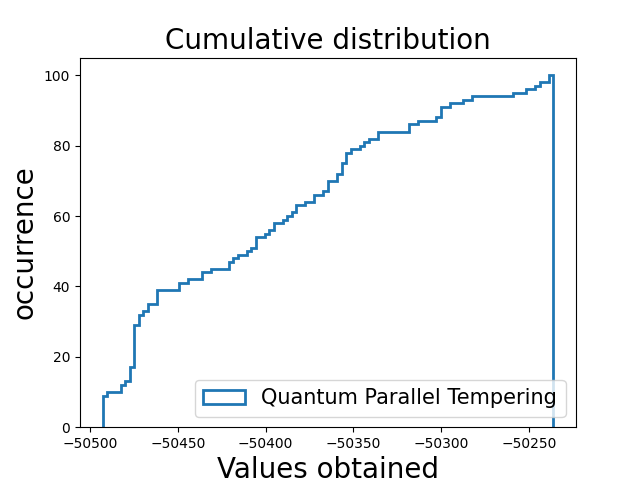 Cumulative distribution
occurrence
100
80
60
40
20
0
Quantum Parallel Tempering
−50500 −50450 −50400 −50350 −50300 −50250
Values obtained